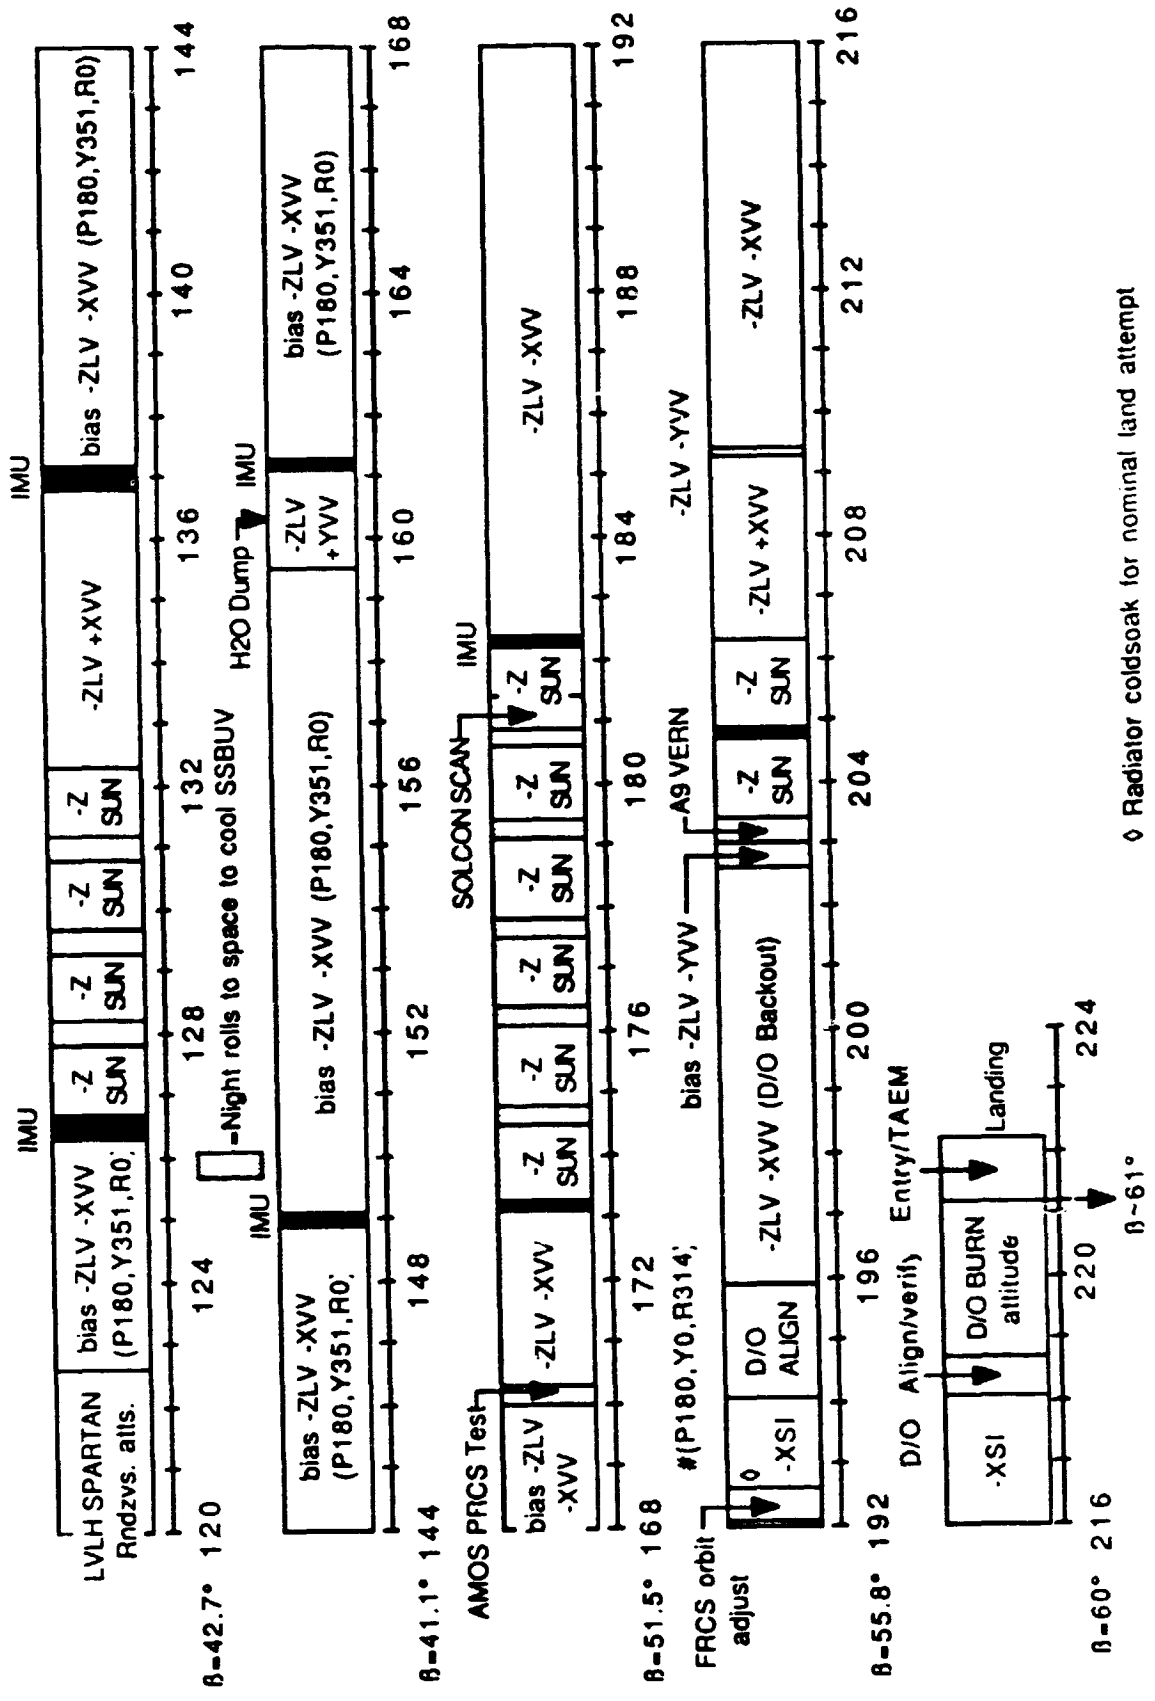 IMU
IMU
LVLH SPARTAN
Rndzvs. atts.
bias -ZLV -XVV
(P180,Y351,R0)
-Z
SUN
-Z
SUN
-Z
SUN
-Z
SUN
-ZLV +XVV
bias -ZLV -XVV (P180,Y351,R0)
ß=42.7° 120 124 128 132 136 140 144
=Night rolls to space to cool SSBUV
IMU
H2O Dump
IMU
bias -ZLV -XVV
(P180,Y351,R0)
bias -ZLV -XVV (P180,Y351,R0)
-ZLV
+YVV
bias -ZLV -XVV
(P180,Y351,R0)
ß=41.1° 144 148 152 156 160 164 168
AMOS PRCS Test
SOLCON SCAN
IMU
bias -ZLV
-XVV
-ZLV -XVV
-Z
SUN
-Z
SUN
-Z
SUN
-Z
SUN
-Z
SUN
-Z
SUN
-ZLV -XVV
ß=51.5° 168 172 176 180 184 188 192
FRCS orbit
adjust
#(P180,Y0,R314)
bias -ZLV -YVV
A9 VERN
-ZLV -YVV
◊
-XSI
D/O
ALIGN
-ZLV -XVV (D/O Backout)
-Z
SUN
-Z
SUN
-ZLV +XVV
-ZLV -XVV
ß=55.8° 192 196 200 204 208 212 216
D/O Align/verify
Entry/TAEM
-XSI
D/O BURN
attitude
Landing
ß=60° 216 220 224
ß~61°
◊ Radiator coldsoak for nominal land attempt